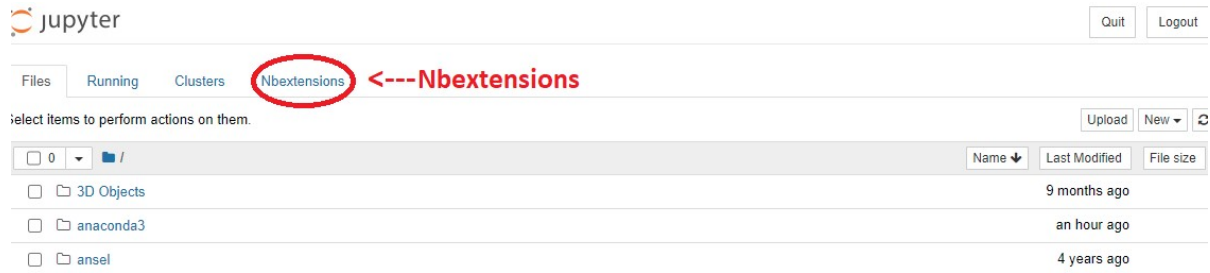 jupyter
Quit Logout
Files Running Clusters Nbextensions <---Nbextensions
Select items to perform actions on them.
Upload New
0 / Name Last Modified File size
3D Objects 9 months ago
anaconda3 an hour ago
ansel 4 years ago